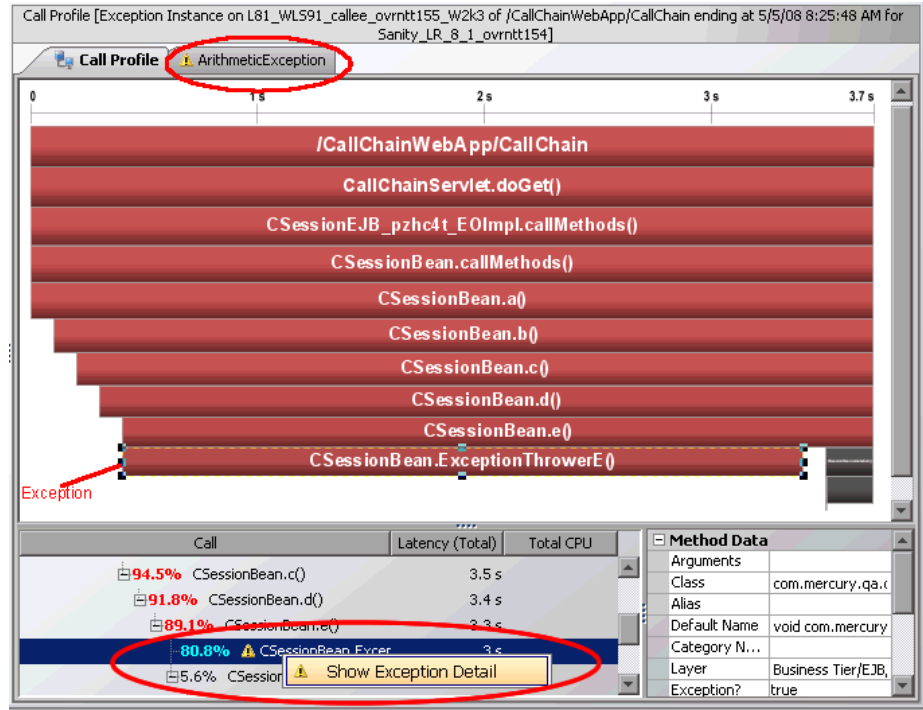 Call Profile [Exception Instance on L81_WLS91_callee_ovrntt155_W2k3 of /CallChainWebApp/CallChain ending at 5/5/08 8:25:48 AM for
Sanity_LR_8_1_ovrntt154]
Call Profile ArithmeticException
0 1 s 2 s 3 s 3.7 s
/CallChainWebApp/CallChain
CallChainServlet.doGet()
CSessionEJB_pzhc4t_EOImpl.callMethods()
CSessionBean.callMethods()
CSessionBean.a()
CSessionBean.b()
CSessionBean.c()
CSessionBean.d()
CSessionBean.e()
CSessionBean.ExceptionThrowerE()
Exception
Call Latency (Total) Total CPU
94.5% CSessionBean.c() 3.5 s
91.8% CSessionBean.d() 3.4 s
89.1% CSessionBean.e() 3.3 s
80.8% CSessionBean.Excer 3 s
5.6% CSession
Show Exception Detail
Method Data
Arguments
Class com.mercury.qa.c
Alias
Default Name void com.mercury
Category N...
Layer Business Tier/EJB,
Exception? true